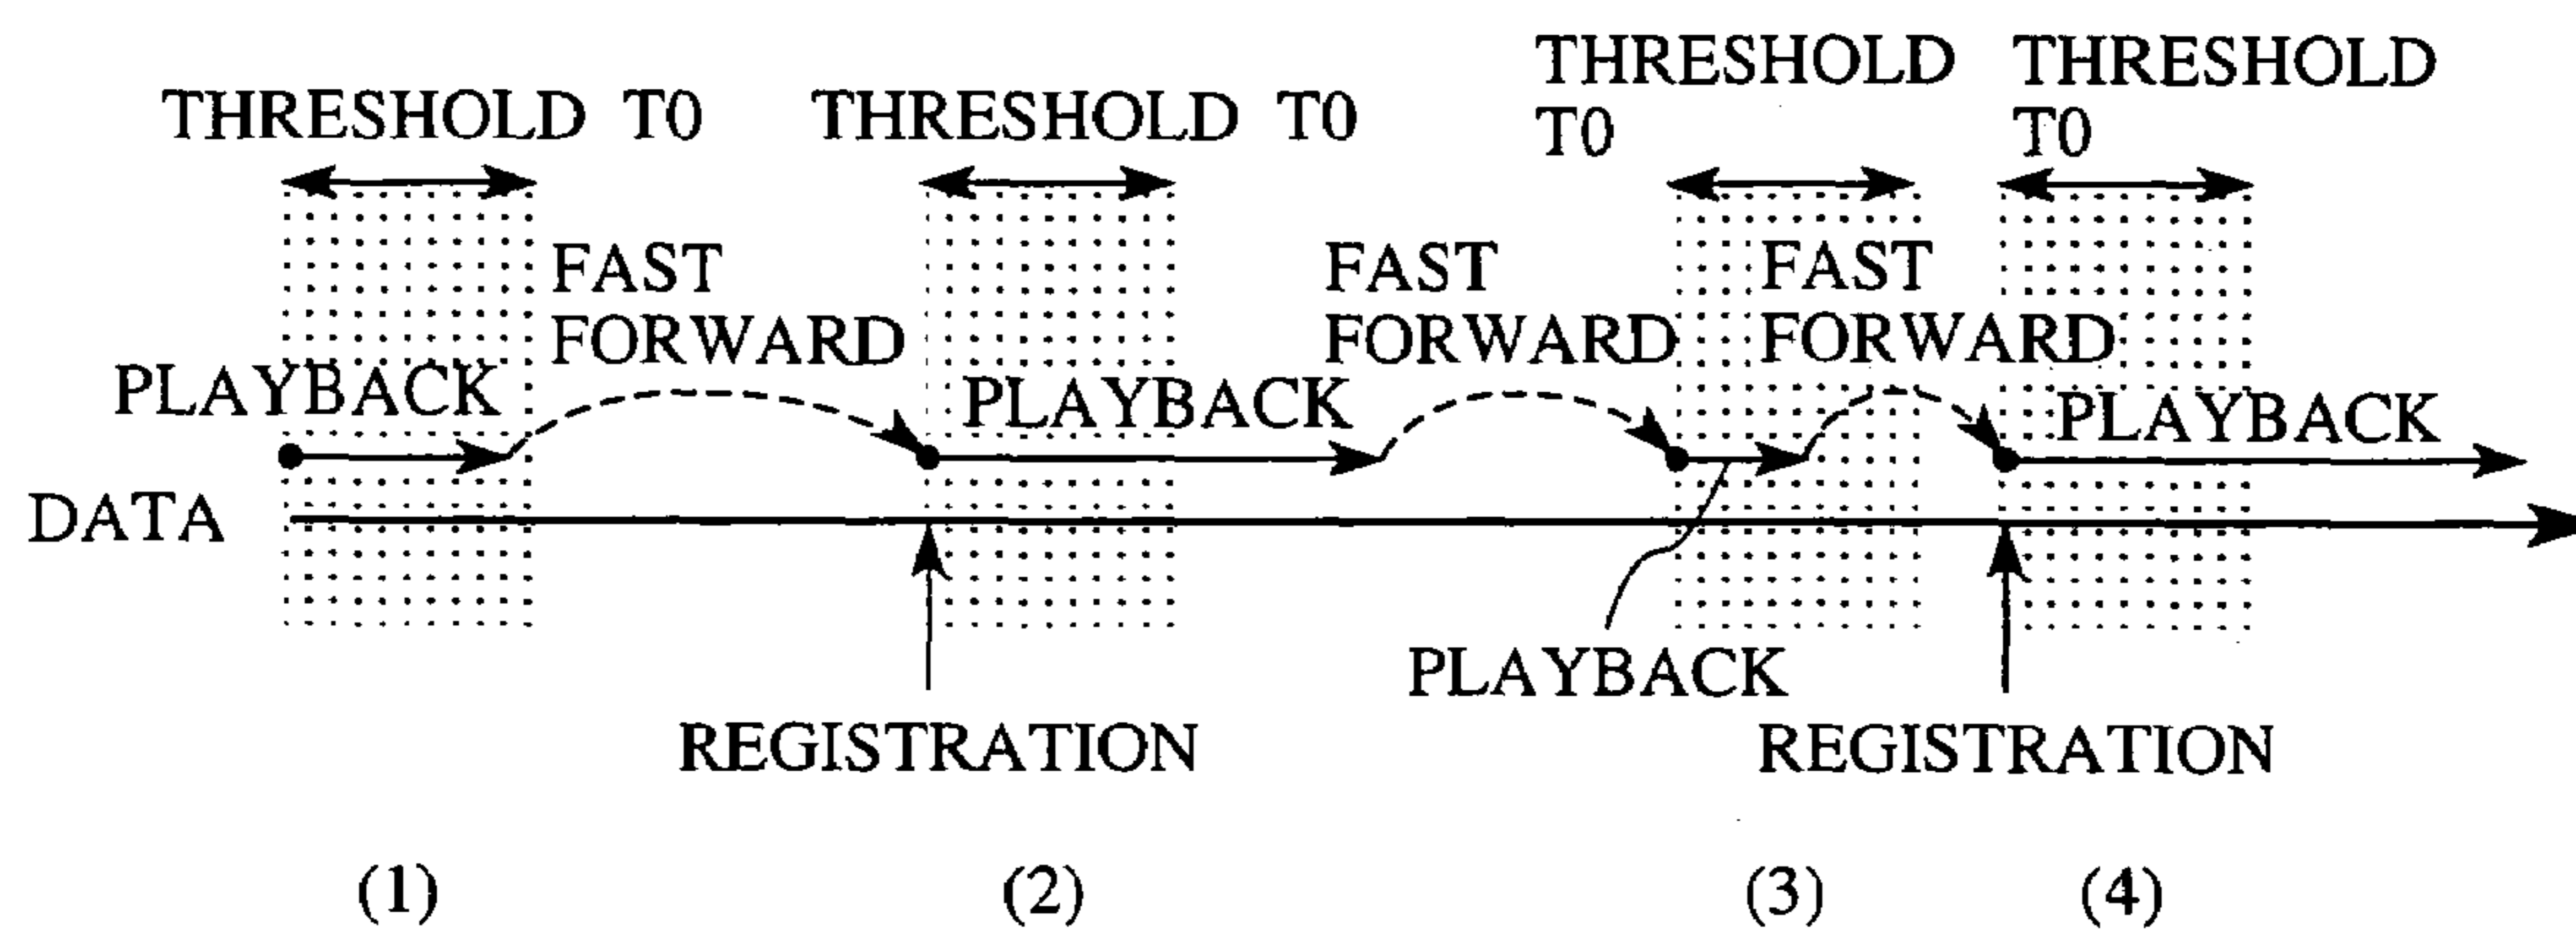 THRESHOLD T0
THRESHOLD T0
THRESHOLD
T0
THRESHOLD
T0
FAST
FORWARD
FAST
FORWARD
FAST
FORWARD
PLAYBACK
PLAYBACK
PLAYBACK
DATA
PLAYBACK
REGISTRATION
REGISTRATION
(1)
(2)
(3)
(4)